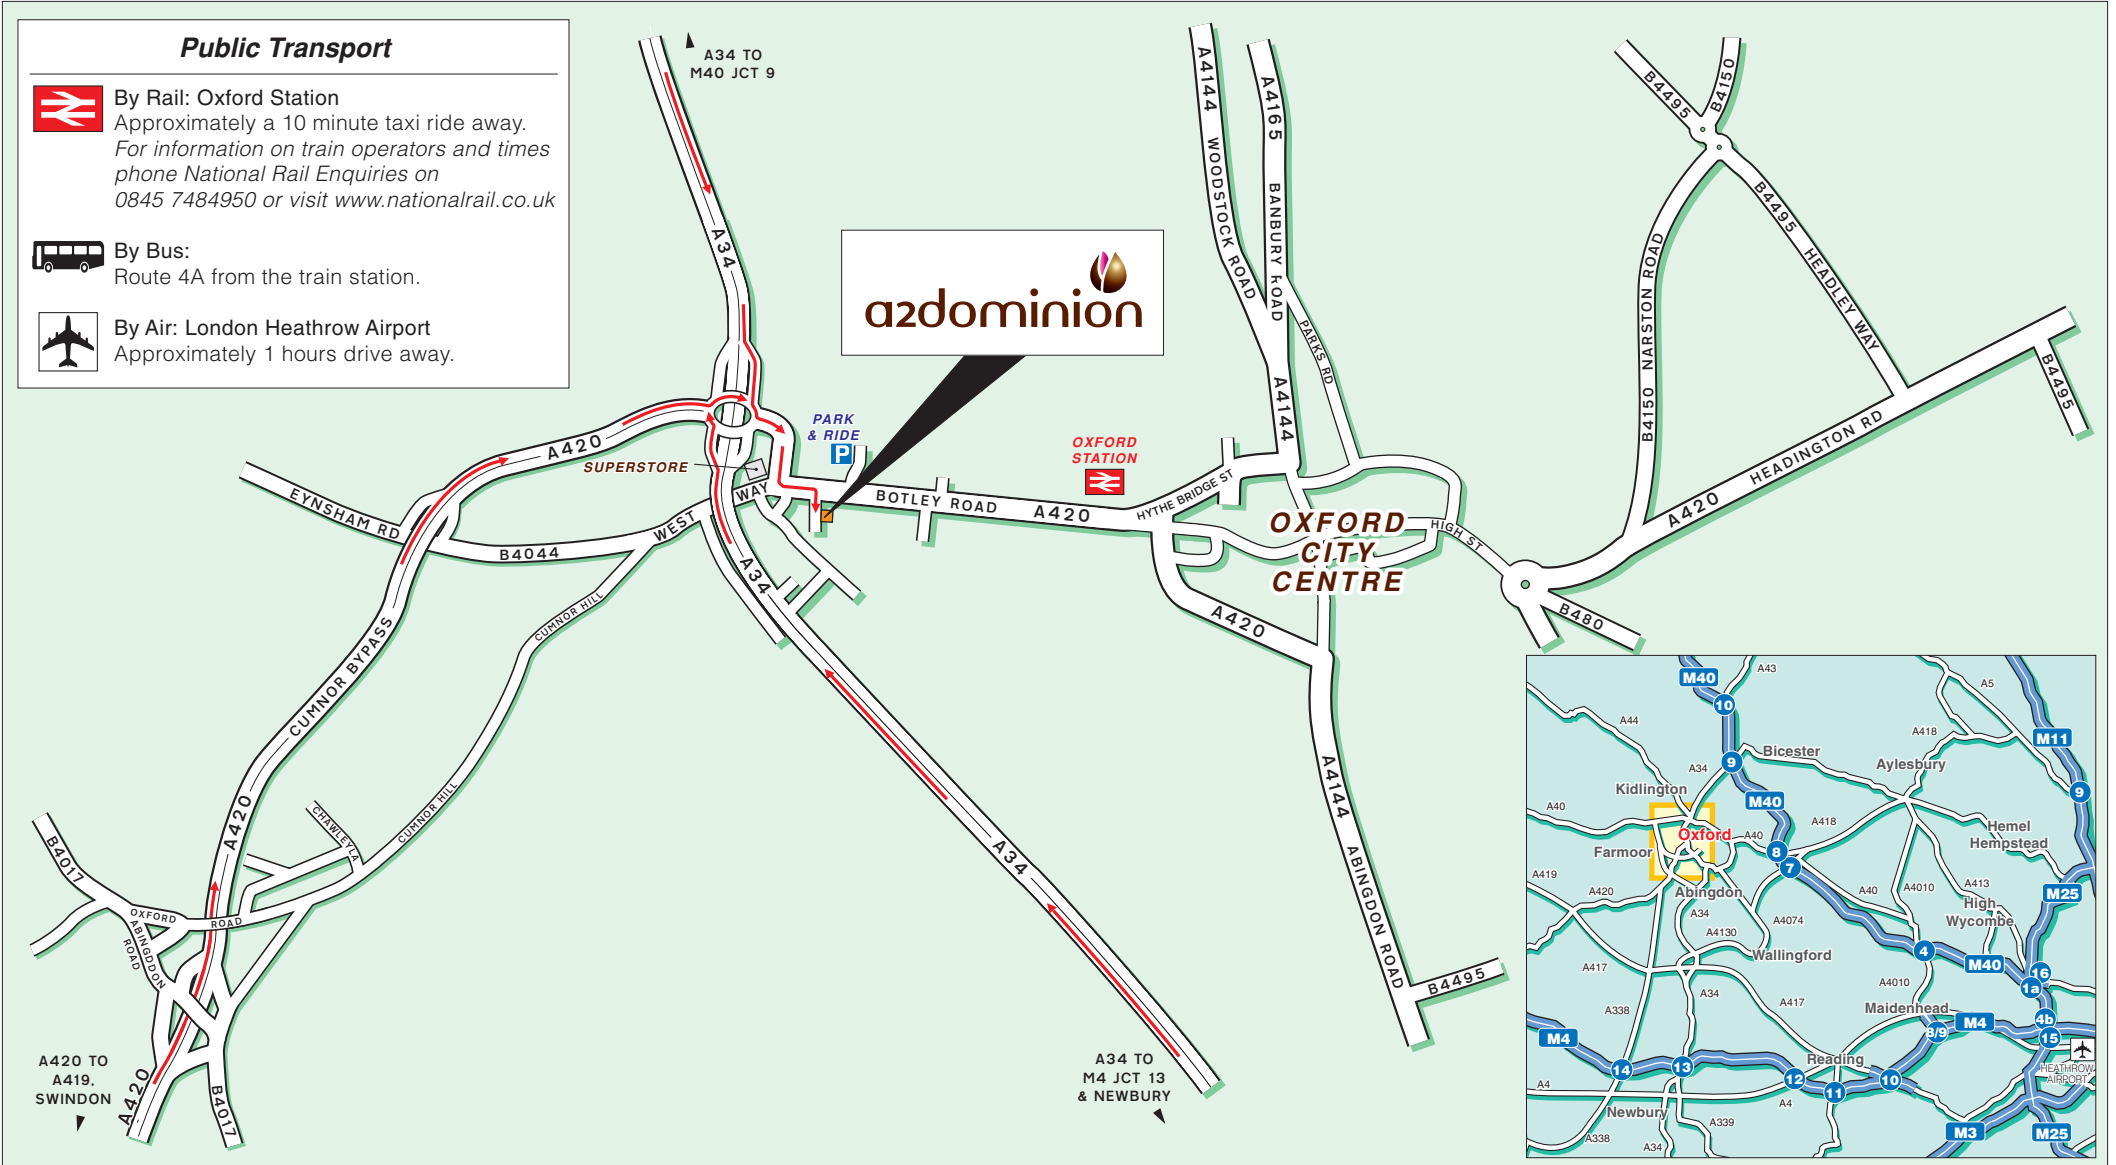 Public Transport
By Rail: Oxford Station
Approximately a 10 minute taxi ride away.
For information on train operators and times
phone National Rail Enquiries on
0845 7484950 or visit www.nationalrail.co.uk
By Bus:
Route 4A from the train station.
By Air: London Heathrow Airport
Approximately 1 hours drive away.
A34 TO
M40 JCT 9
A34
a2dominion
A4144
WOODSTOCK ROAD
A4165
BANBURY ROAD
A4144
PARKS RD
B4495
B4150
B4495
HEADLEY WAY
B4150
NARSTON ROAD
B4495
A420
HEADINGTON RD
PARK
& RIDE
P
OXFORD
STATION
SUPERSTORE
A420
EYNSHAM RD
B4044
WEST
WAY
BOTLEY ROAD
A420
HYTHE BRIDGE ST
OXFORD
CITY
CENTRE
HIGH ST
B480
A34
CUMNOR HILL
CUMNOR BYPASS
A420
A420
CUMNOR HILL
CHAWLEY LA
B4017
OXFORD
ROAD
ABINGDDON
ROAD
A34
A4144
ABINGDON ROAD
B4495
A420 TO
A419,
SWINDON
A420
B4017
A34 TO
M4 JCT 13
& NEWBURY
M40
A43
10
A5
A44
A418
M11
9
Bicester
Aylesbury
A34
Kidlington
9
M40
A40
Oxford
A40
A418
Hemel
Hempstead
Farmoor
8
7
A419
A420
Abingdon
A40
A4010
A413
M25
High
Wycombe
A34
A4074
A4130
Wallingford
4
M40
16
1a
A417
A4010
A34
A417
A338
Maidenhead
M4
4b
M4
8/9
15
Reading
14
13
12
11
10
HEATHROW
AIRPORT
A4
A4
Newbury
A339
A338
A34
M3
M25